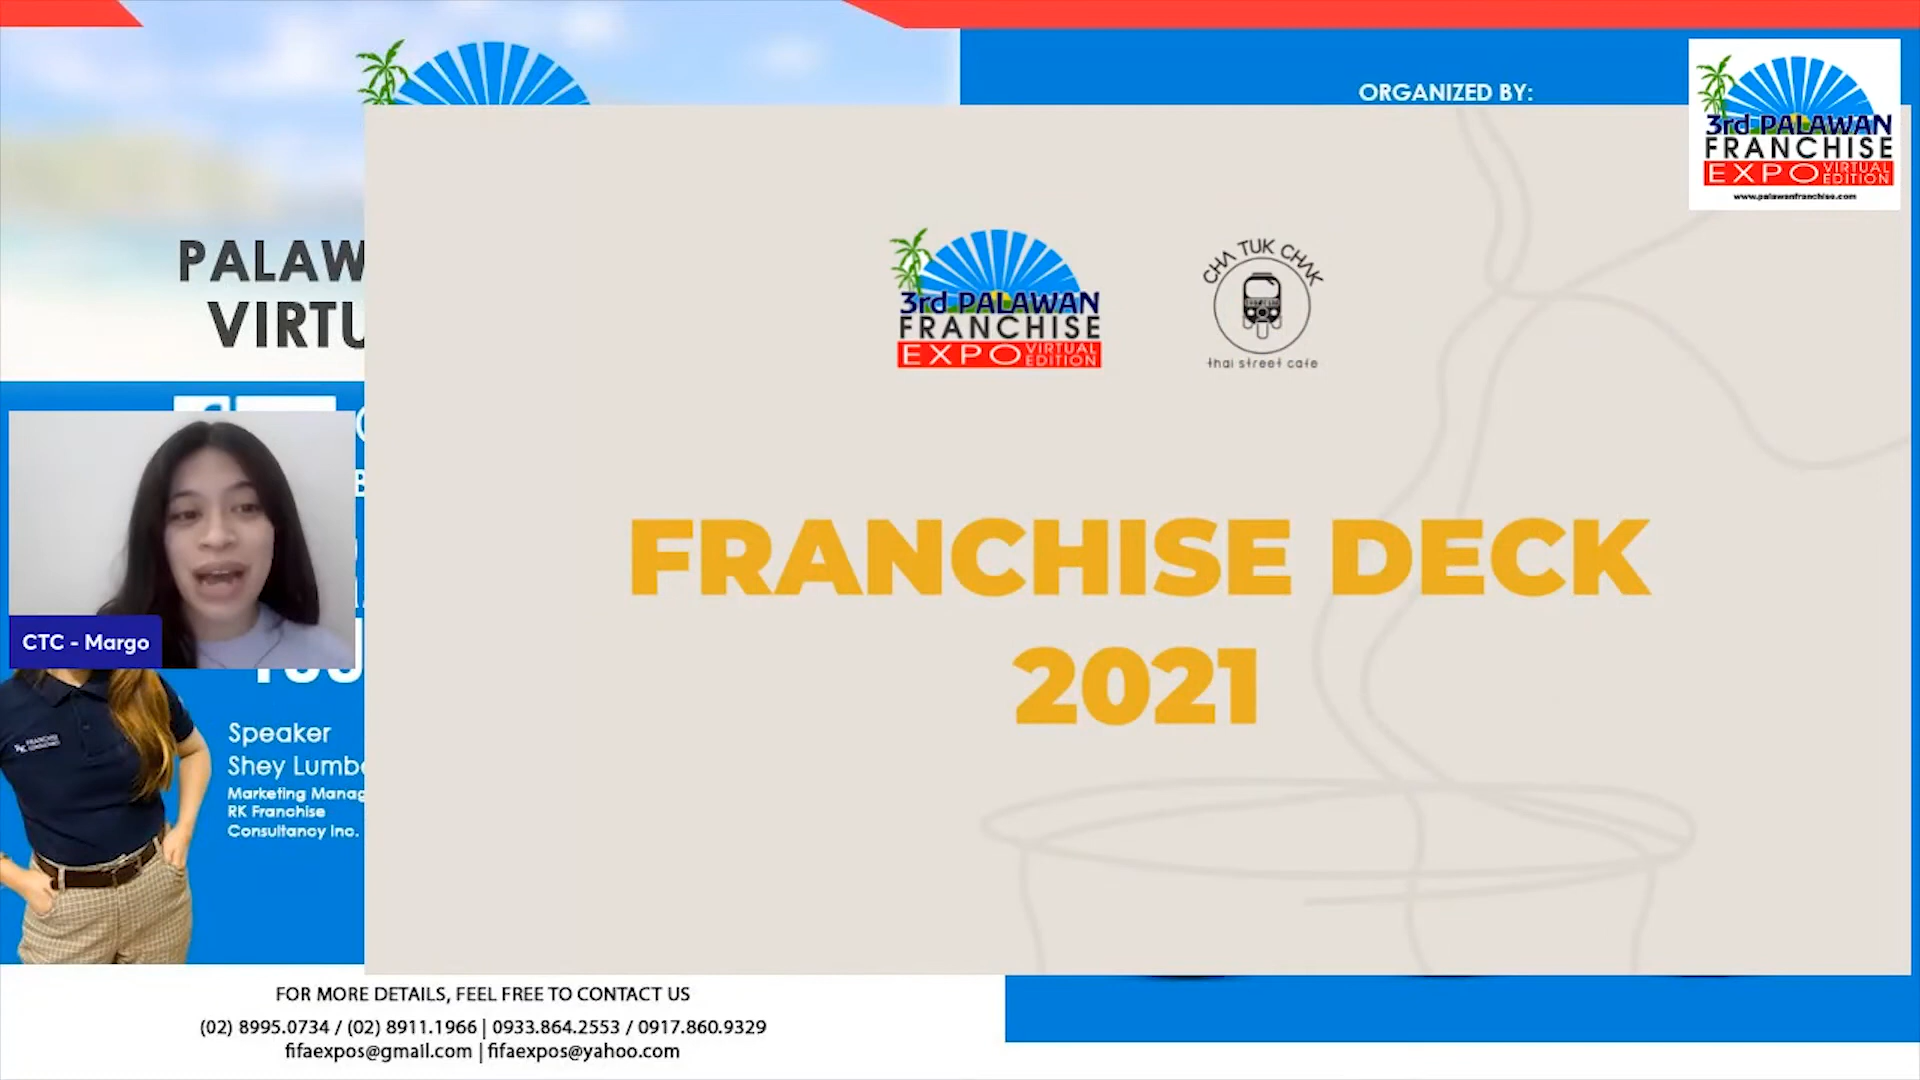 ORGANIZED BY:
3rd PALAWAN
FRANCHISE
EXPO VIRTUAL EDITION
www.palawanfranchise.com
PALAW
VIRTU
3rd PALAWAN
FRANCHISE
EXPO VIRTUAL EDITION
CHA TUK CHAK
thai street cafe
FRANCHISE DECK
2021
CTC - Margo
Speaker
Shey Lumb
Marketing Manag
RK Franchise
Consultancy Inc.
FOR MORE DETAILS, FEEL FREE TO CONTACT US
(02) 8995.0734 / (02) 8911.1966 | 0933.864.2553 / 0917.860.9329
fifaexpos@gmail.com | fifaexpos@yahoo.com